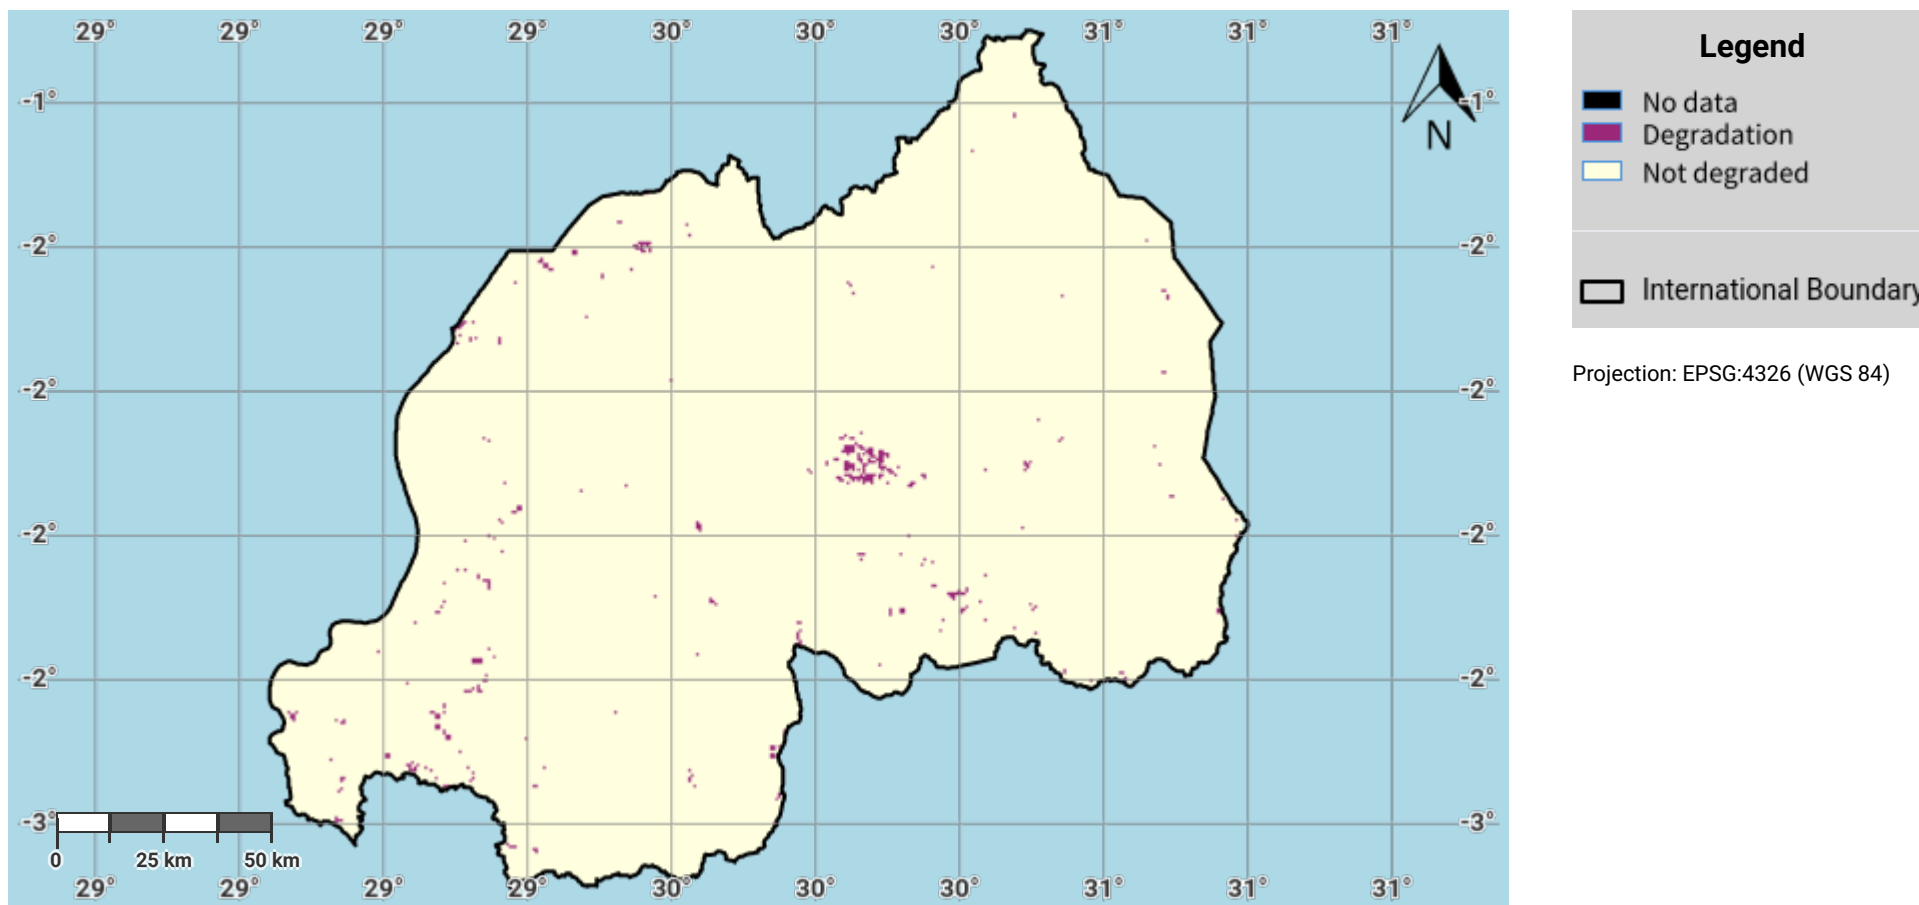 29° 29° 29° 29° 30° 30° 30° 31° 31° 31°
-1° -1°
-2° -2°
-2° -2°
-2° -2°
-2° -2°
-3° -3°
0 25 km 50 km
29° 29° 29° 29° 30° 30° 30° 31° 31° 31°
N
Legend
No data
Degradation
Not degraded
International Boundary
Projection: EPSG:4326 (WGS 84)